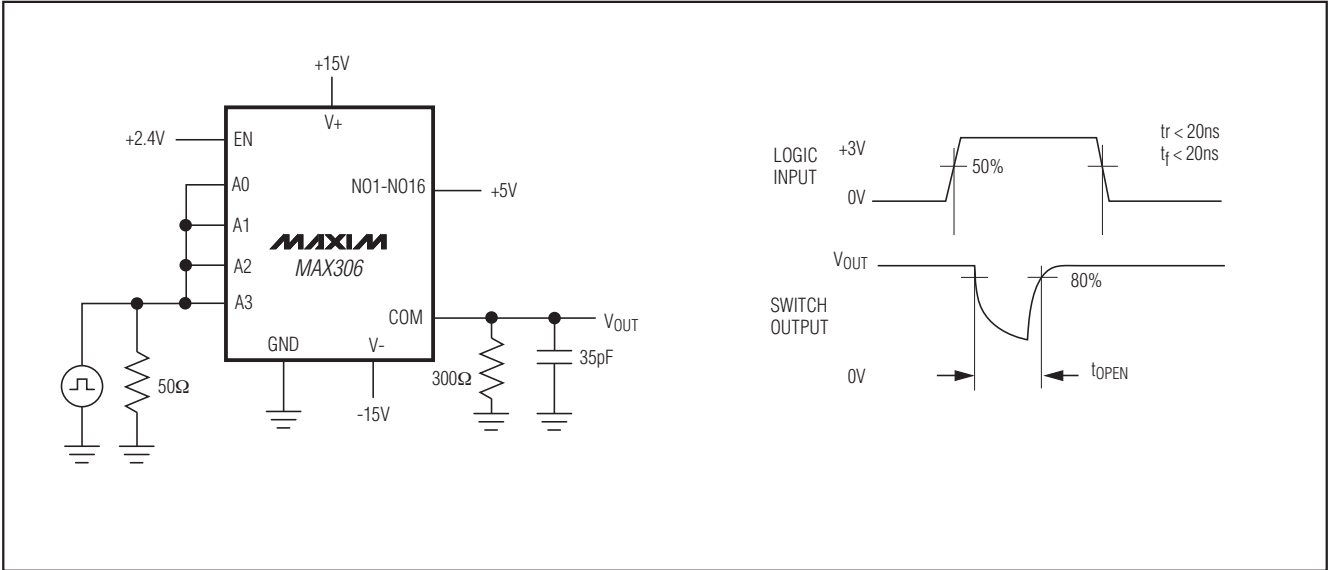 +15V
V+
+2.4V
EN
A0
NO1-NO16
+5V
A1
MAXIM
A2
MAX306
A3
COM
VOUT
GND
V-
50Ω
300Ω
35pF
-15V
LOGIC
INPUT
+3V
50%
0V
tr < 20ns
tf < 20ns
VOUT
80%
SWITCH
OUTPUT
0V
tOPEN